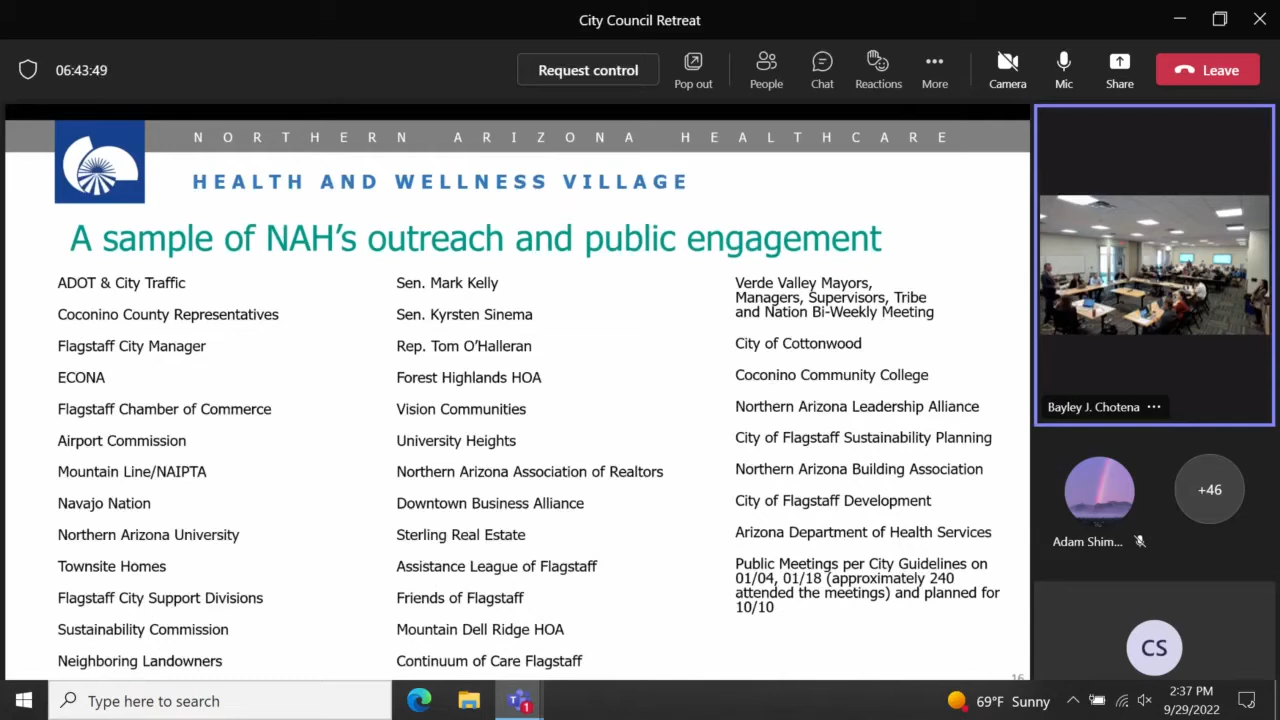 City Council Retreat
06:43:49
Request control
Pop out
People
Chat
Reactions
More
Camera
Mic
Share
Leave
NORTHERN ARIZONA HEALTHCARE
HEALTH AND WELLNESS VILLAGE
A sample of NAH's outreach and public engagement
ADOT & City Traffic
Coconino County Representatives
Flagstaff City Manager
ECONA
Flagstaff Chamber of Commerce
Airport Commission
Mountain Line/NAIPTA
Navajo Nation
Northern Arizona University
Townsite Homes
Flagstaff City Support Divisions
Sustainability Commission
Neighboring Landowners
Sen. Mark Kelly
Sen. Kyrsten Sinema
Rep. Tom O'Halleran
Forest Highlands HOA
Vision Communities
University Heights
Northern Arizona Association of Realtors
Downtown Business Alliance
Sterling Real Estate
Assistance League of Flagstaff
Friends of Flagstaff
Mountain Dell Ridge HOA
Continuum of Care Flagstaff
Verde Valley Mayors,
Managers, Supervisors, Tribe
and Nation Bi-Weekly Meeting
City of Cottonwood
Coconino Community College
Northern Arizona Leadership Alliance
City of Flagstaff Sustainability Planning
Northern Arizona Building Association
City of Flagstaff Development
Arizona Department of Health Services
Public Meetings per City Guidelines on
01/04, 01/18 (approximately 240
attended the meetings) and planned for
10/10
16
Bayley J. Chotena
+46
Adam Shim...
CS
Type here to search
1
69°F Sunny
2:37 PM
9/29/2022